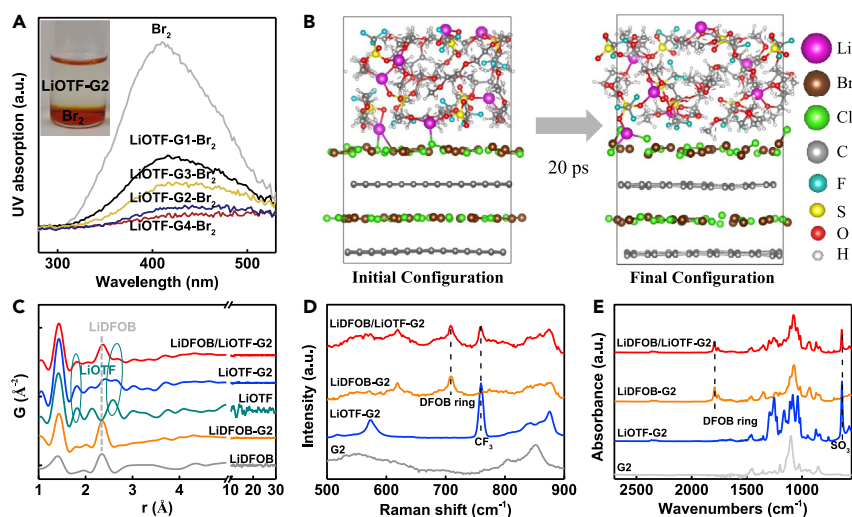 A
Br₂
LiOTF-G2
Br₂
LiOTF-G1-Br₂
LiOTF-G3-Br₂
LiOTF-G2-Br₂
LiOTF-G4-Br₂
UV absorption (a.u.)
300 400 500
Wavelength (nm)
B
20 ps
Initial Configuration
Final Configuration
Li
Br
Cl
C
F
S
O
H
C
LiDFOB
LiDFOB/LiOTF-G2
LiOTF
LiOTF-G2
LiOTF
LiDFOB-G2
LiDFOB
G (Å⁻²)
1 2 4 10 20 30
r (Å)
D
LiDFOB/LiOTF-G2
LiDFOB-G2
DFOB ring
LiOTF-G2
CF₃
G2
Intensity (a.u.)
500 600 700 800 900
Raman shift (cm⁻¹)
E
LiDFOB/LiOTF-G2
LiDFOB-G2
DFOB ring
LiOTF-G2
SO₃
G2
Absorbance (a.u.)
2500 2000 1500 1000
Wavenumbers (cm⁻¹)